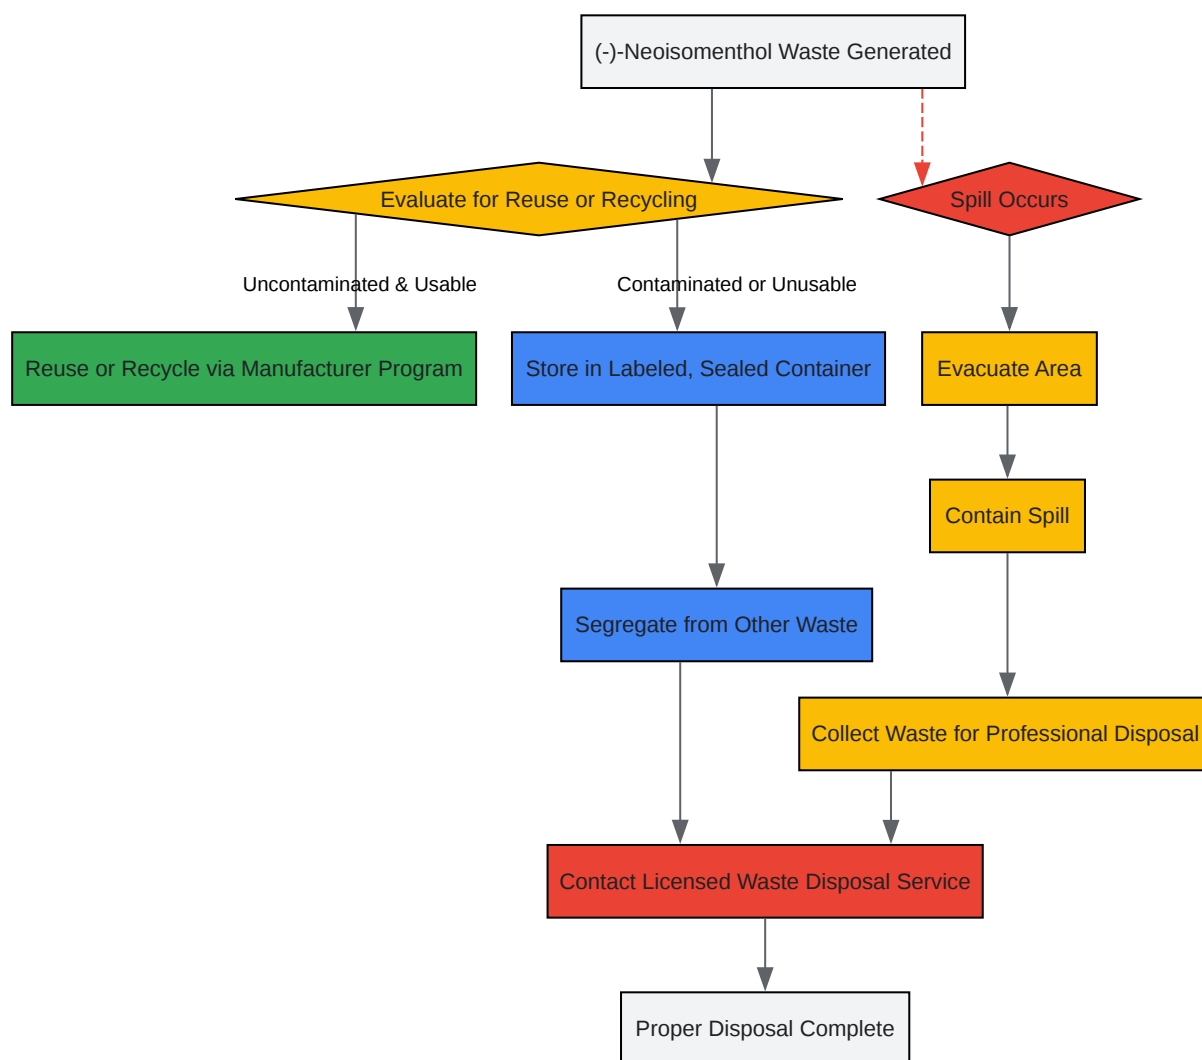 (-)-Neoisomenthol Waste Generated
Evaluate for Reuse or Recycling
Spill Occurs
Uncontaminated & Usable
Contaminated or Unusable
Reuse or Recycle via Manufacturer Program
Store in Labeled, Sealed Container
Evacuate Area
Contain Spill
Segregate from Other Waste
Collect Waste for Professional Disposal
Contact Licensed Waste Disposal Service
Proper Disposal Complete